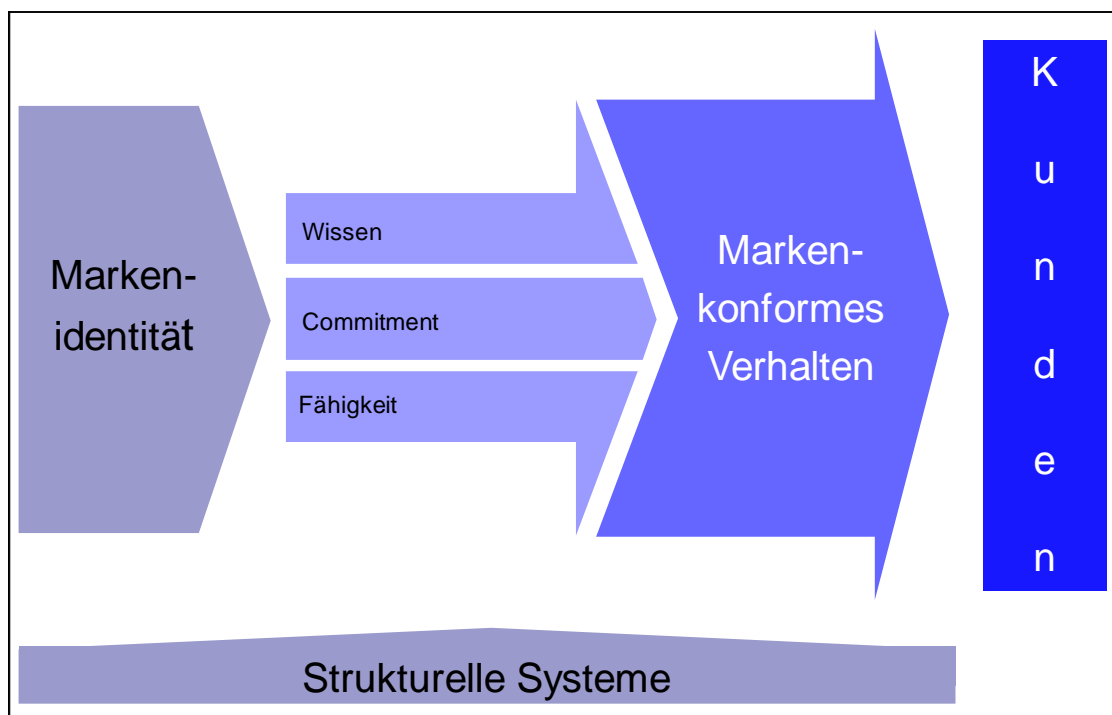 Marken-
identität
Wissen
Commitment
Fähigkeit
Marken-
konformes
Verhalten
K
u
n
d
e
n
Strukturelle Systeme